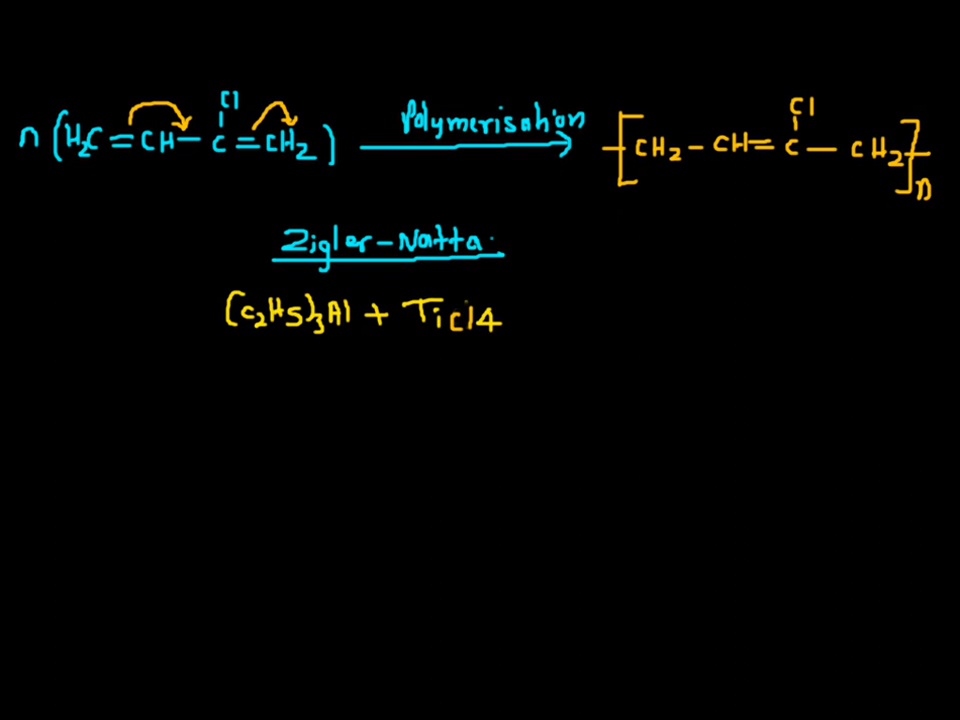 Cl Cl
n (H₂C = CH - C = CH₂) Polymerisation [CH₂ - CH = C - CH₂]n
Zigler-Natta:
(C₂H5)₃Al + TiCl4